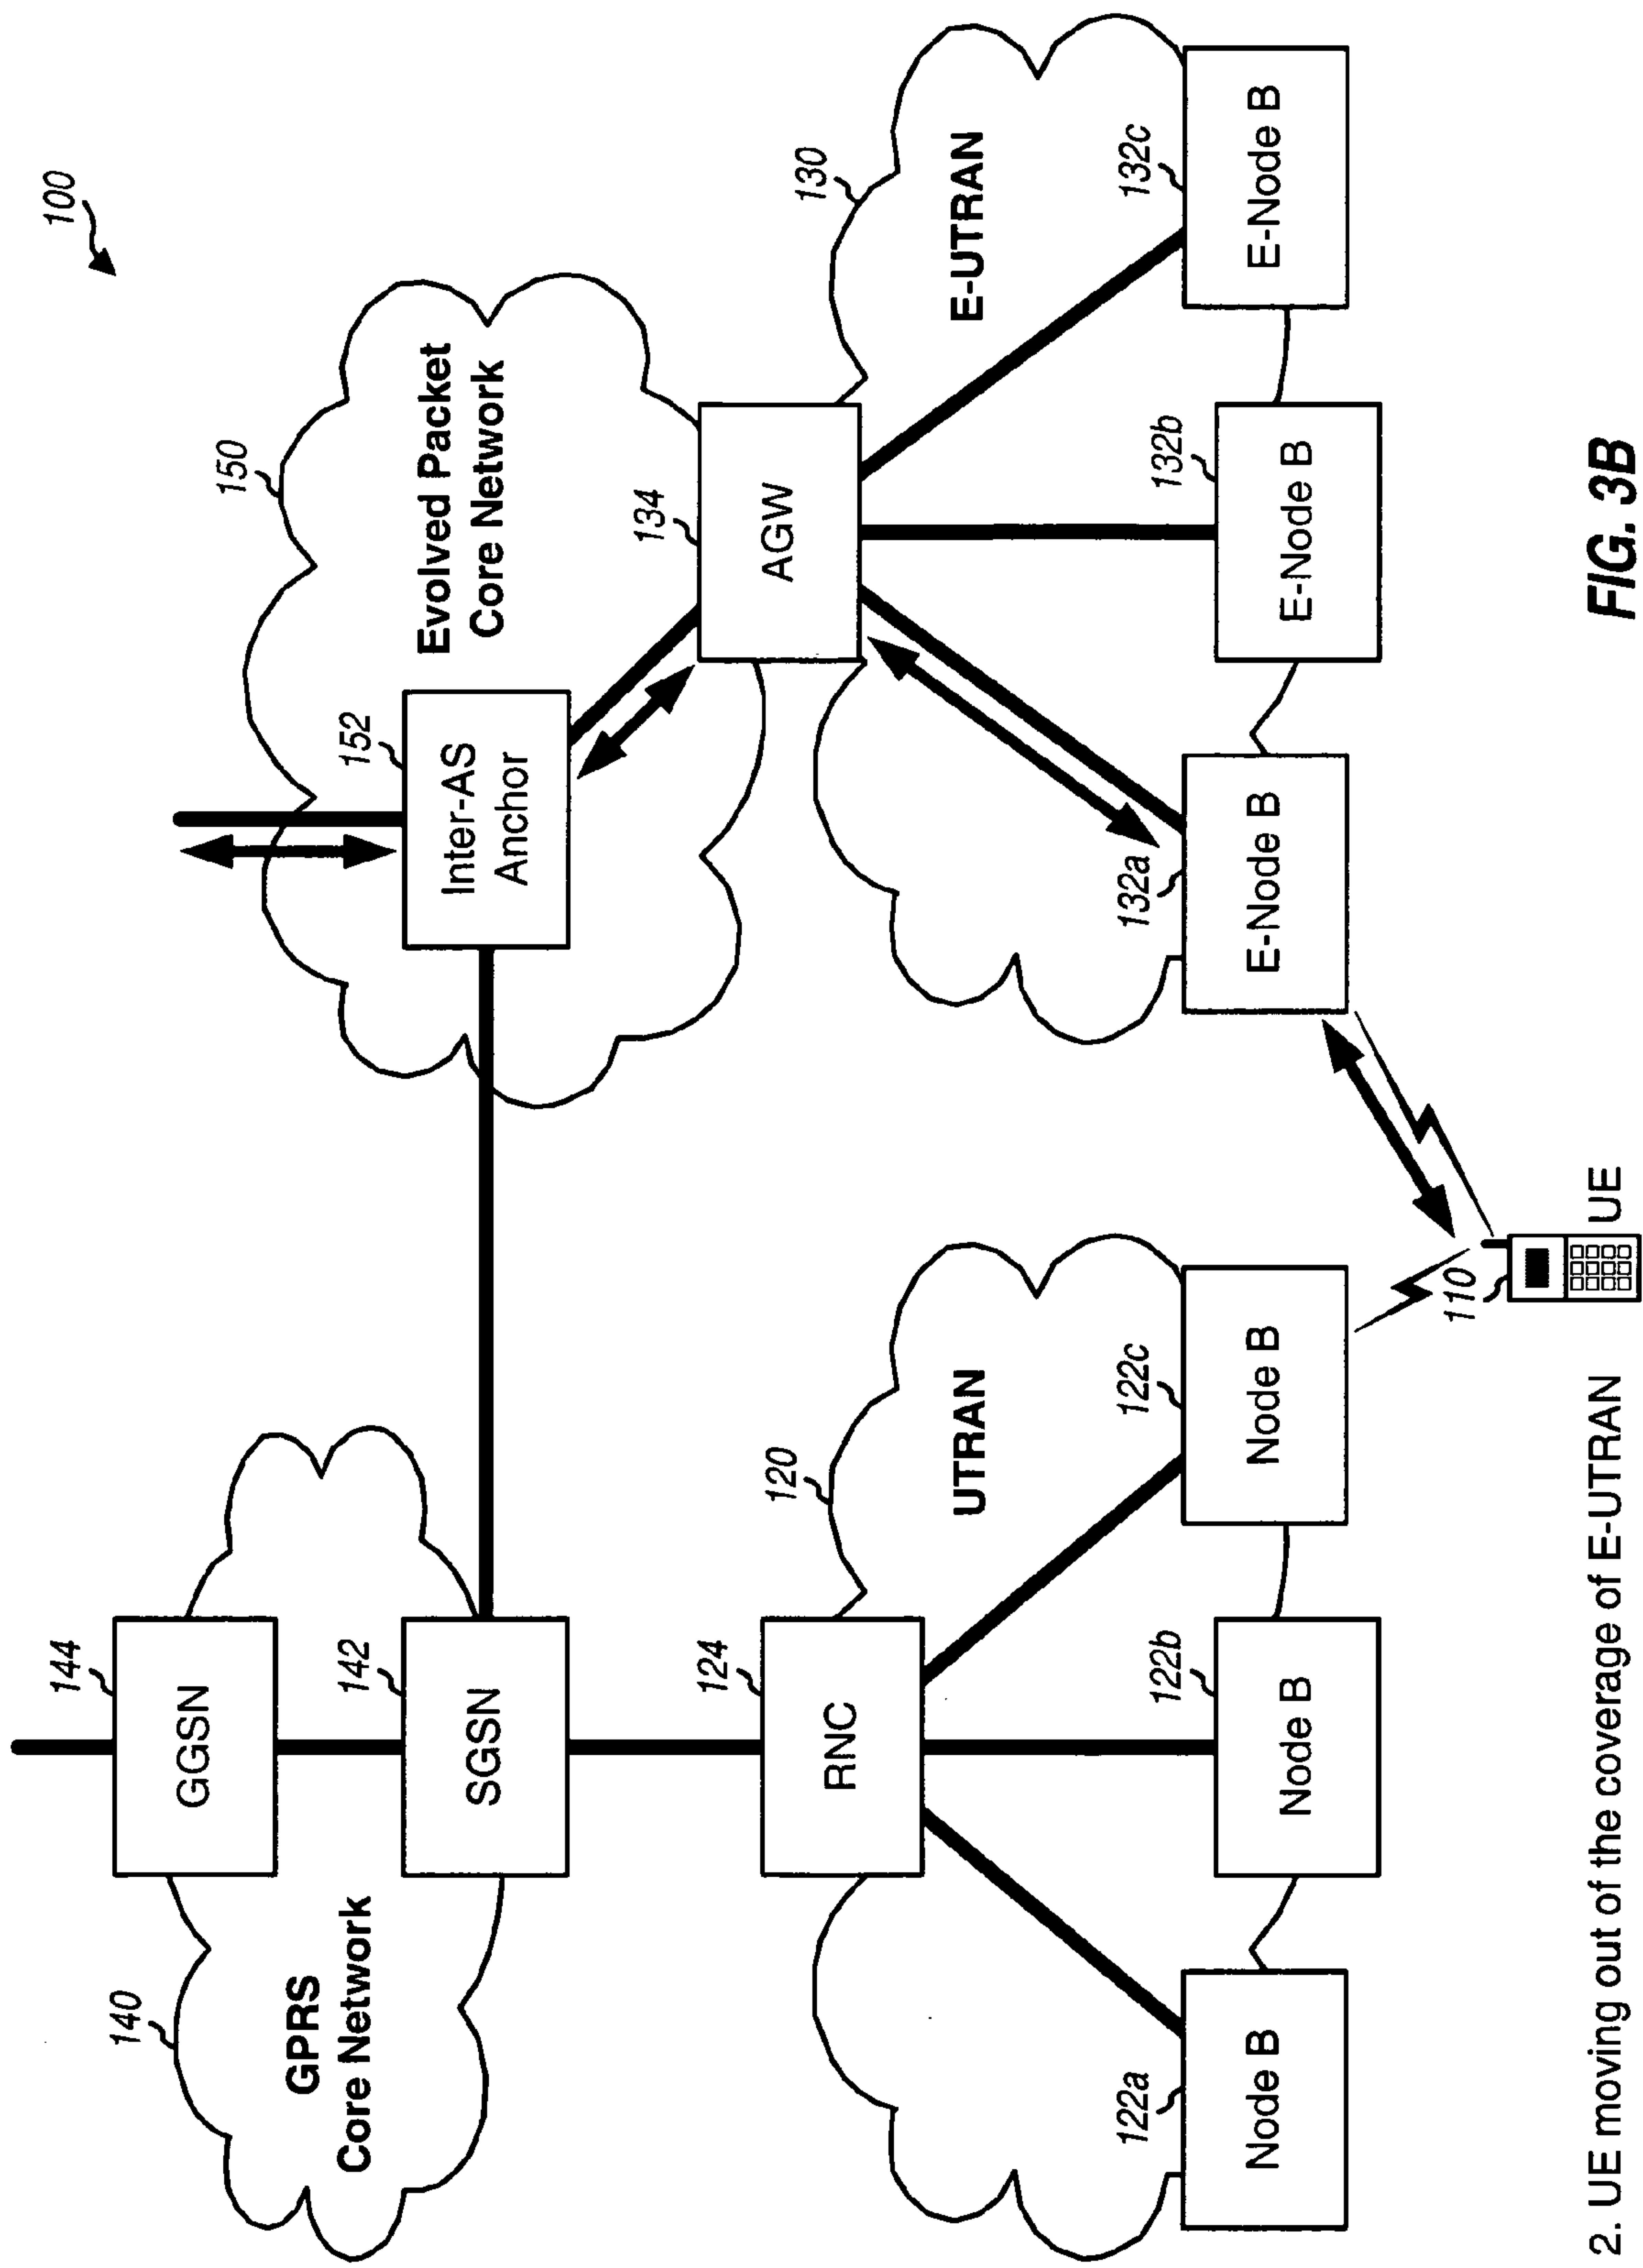 100
144
GGSN
140
GPRS
Core Network
142
SGSN
150
Evolved Packet
Core Network
152
Inter-AS
Anchor
134
AGW
124
RNC
120
UTRAN
130
E-UTRAN
122a
Node B
122b
Node B
122c
Node B
132a
E-Node B
132b
E-Node B
132c
E-Node B
110
UE
2. UE moving out of the coverage of E-UTRAN
FIG. 3B